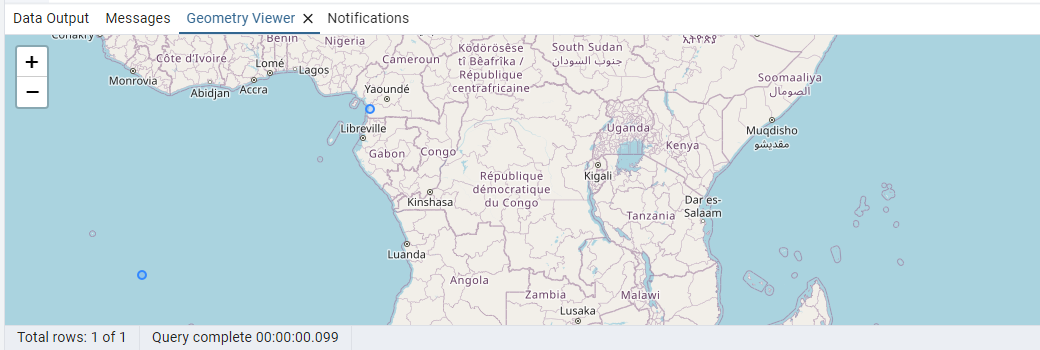 Data Output Messages Geometry Viewer × Notifications
+
−
Conakry
Côte d'Ivoire
Benin
Nigeria
Lomé
Lagos
Monrovia
Abidjan
Accra
Cameroun
Yaoundé
Ködörösêse
tî Bêafrîka /
République
centrafricaine
South Sudan
جنوب السودان
ኢትዮጵያ
Soomaaliya
الصومال
Muqdisho
مقديشو
Libreville
Gabon
Congo
Uganda
Kenya
République
démocratique
du Congo
Kigali
Kinshasa
Tanzania
Dar es-
Salaam
Luanda
Angola
Zambia
Malawi
Lusaka
Total rows: 1 of 1 Query complete 00:00:00.099